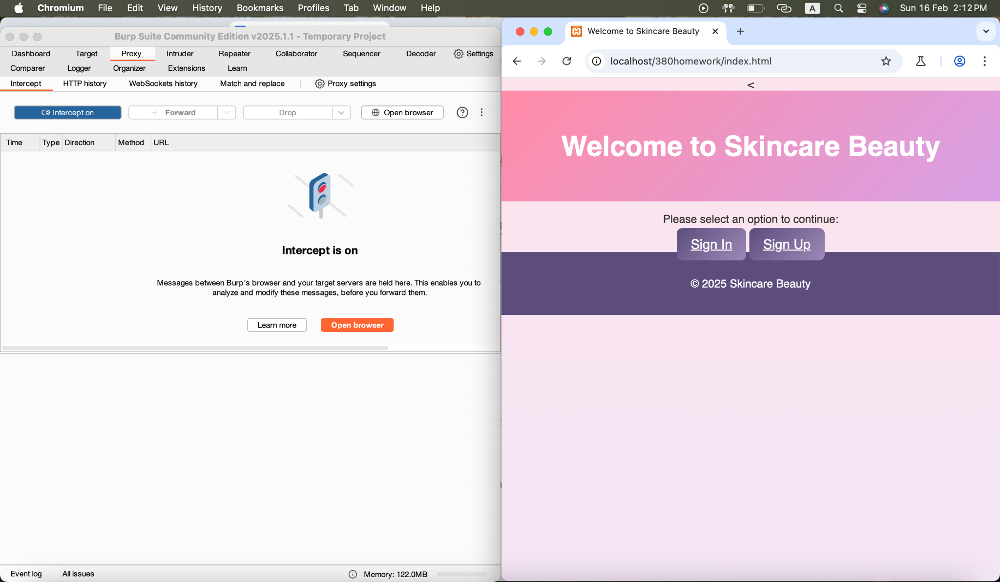 Chromium File Edit View History Bookmarks Profiles Tab Window Help A Sun 16 Feb 2:12 PM
Burp Suite Community Edition v2025.1.1 - Temporary Project
Dashboard Target Proxy Intruder Repeater Collaborator Sequencer Decoder Settings
Comparer Logger Organizer Extensions Learn
Intercept HTTP history WebSockets history Match and replace Proxy settings
Intercept on Forward Drop Open browser
Time Type Direction Method URL
Intercept is on
Messages between Burp's browser and your target servers are held here. This enables you to
analyze and modify these messages, before you forward them.
Learn more Open browser
Event log All issues Memory: 122.0MB
Welcome to Skincare Beauty
localhost/380homework/index.html
<
Welcome to Skincare Beauty
Please select an option to continue:
Sign In Sign Up
© 2025 Skincare Beauty